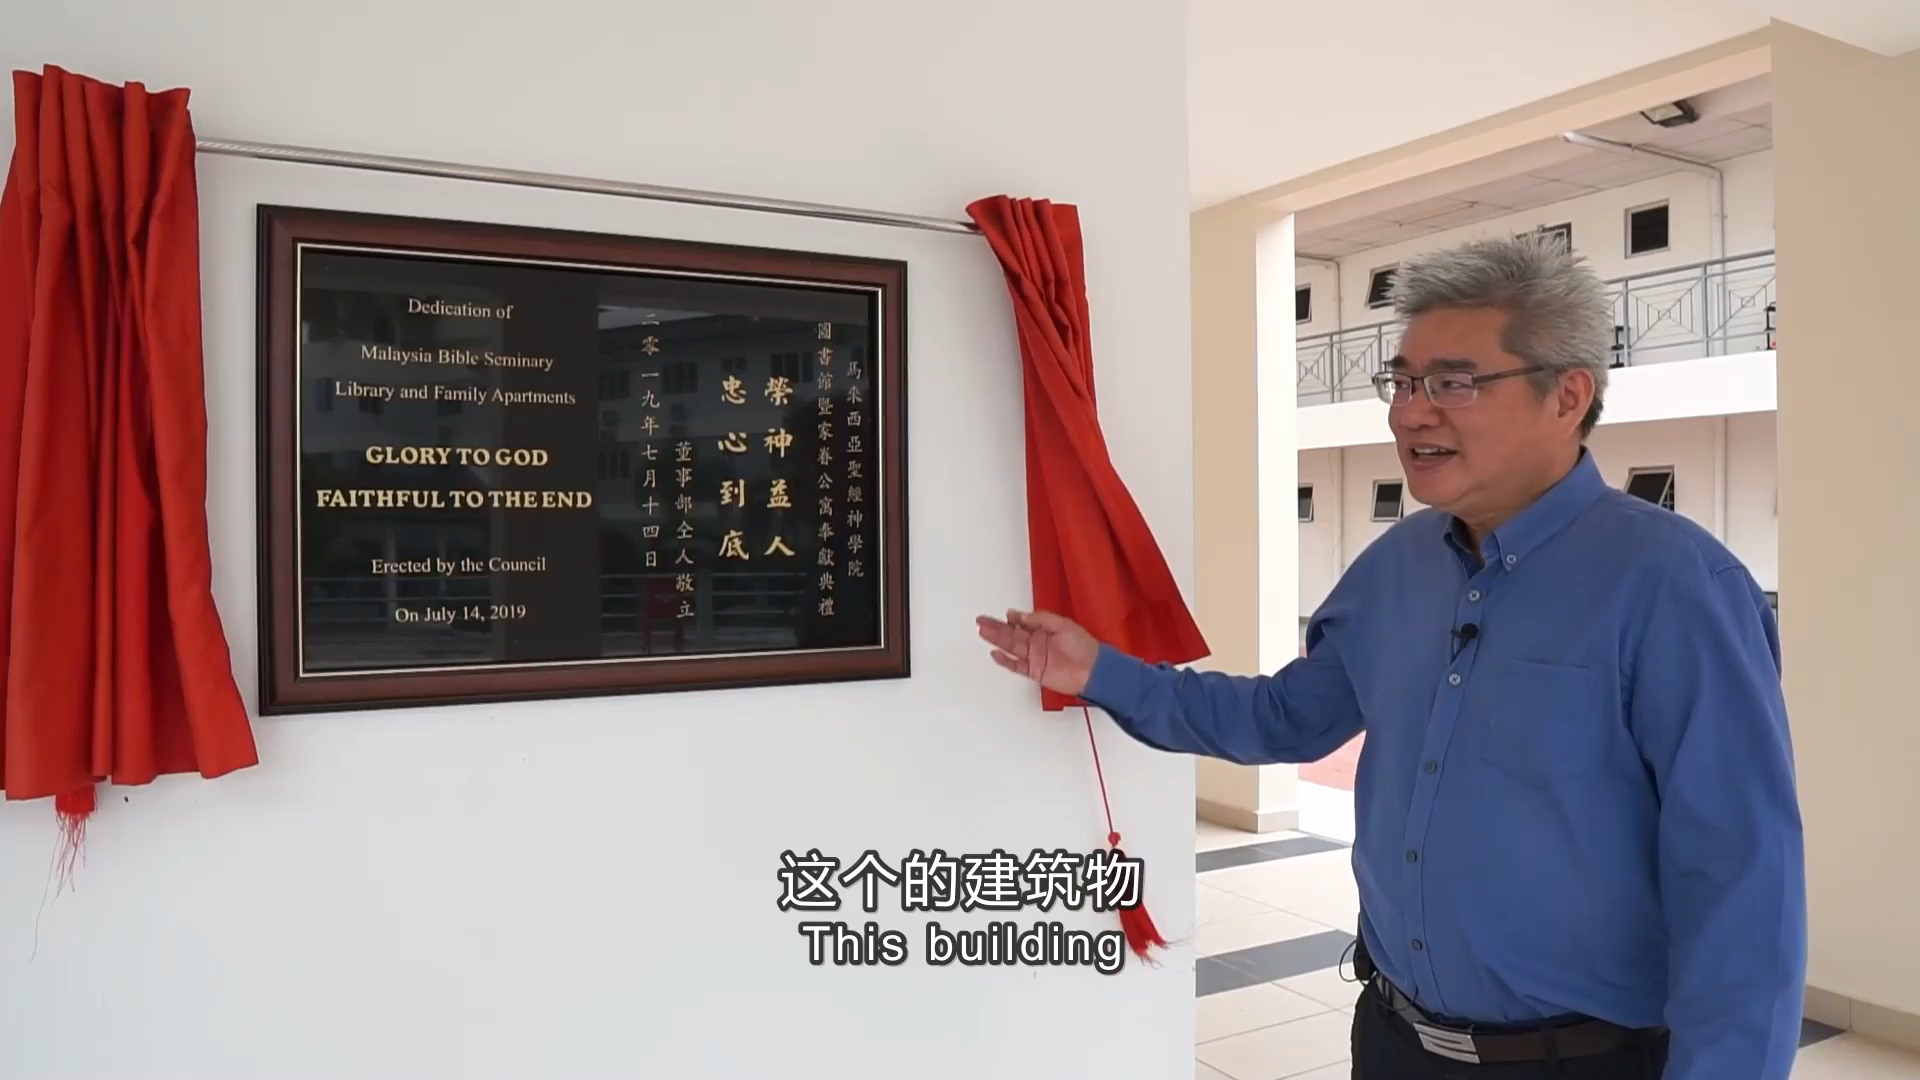 Dedication of
Malaysia Bible Seminary
Library and Family Apartments
GLORY TO GOD
FAITHFUL TO THE END
Erected by the Council
On July 14, 2019
馬來西亞聖經神學院
圖書館暨家眷公寓奉獻典禮
榮神益人
忠心到底
董事部仝人敬立
二零一九年七月十四日
这个的建筑物
This building